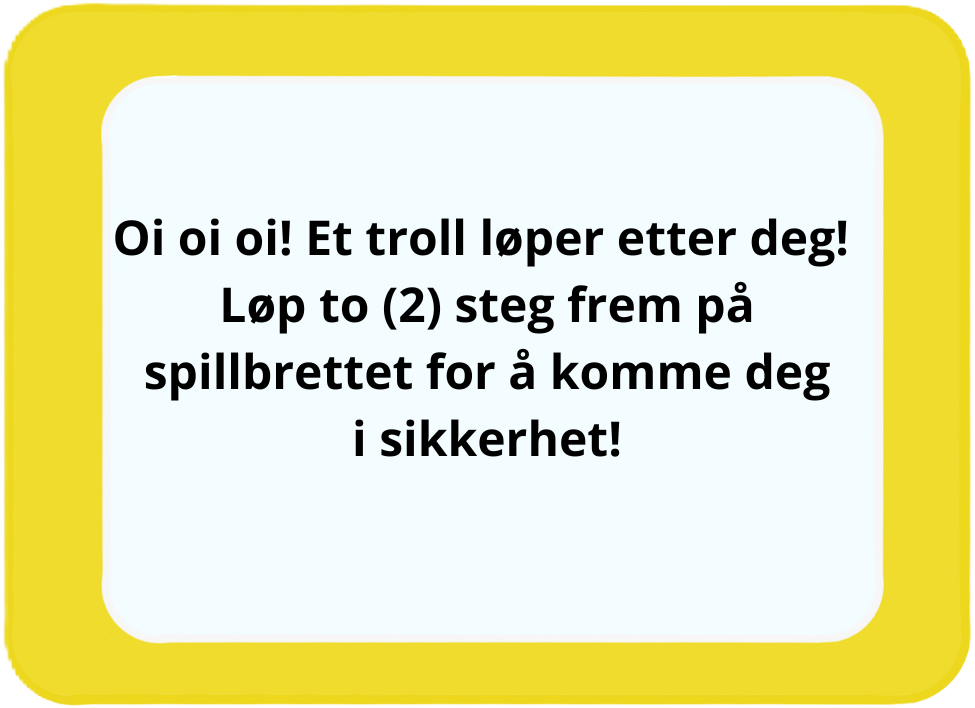 Oi oi oi! Et troll løper etter deg!
Løp to (2) steg frem på
spillbrettet for å komme deg
i sikkerhet!